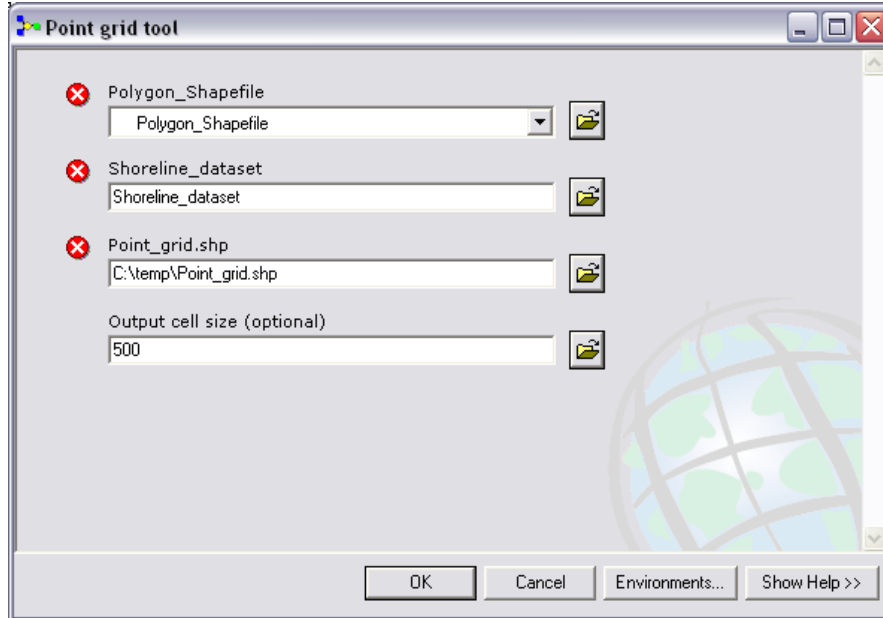 Point grid tool
Polygon_Shapefile
Polygon_Shapefile
Shoreline_dataset
Shoreline_dataset
Point_grid.shp
C:\temp\Point_grid.shp
Output cell size (optional)
500
OK Cancel Environments... Show Help >>